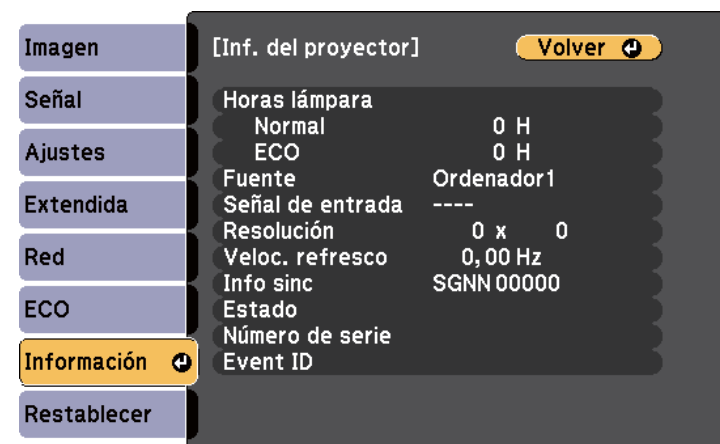 Imagen
Señal
Ajustes
Extendida
Red
ECO
Información
Restablecer
[Inf. del proyector] Volver
Horas lámpara
Normal 0 H
ECO 0 H
Fuente Ordenador1
Señal de entrada ----
Resolución 0 x 0
Veloc. refresco 0,00 Hz
Info sinc SGNN 00000
Estado
Número de serie
Event ID